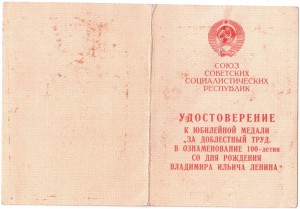 СОЮЗ
СОВЕТСКИХ
СОЦИАЛИСТИЧЕСКИХ
РЕСПУБЛИК
УДОСТОВЕРЕНИЕ
К ЮБИЛЕЙНОЙ МЕДАЛИ
„ЗА ДОБЛЕСТНЫЙ ТРУД.
В ОЗНАМЕНОВАНИЕ 100-летия
СО ДНЯ РОЖДЕНИЯ
ВЛАДИМИРА ИЛЬИЧА ЛЕНИНА“